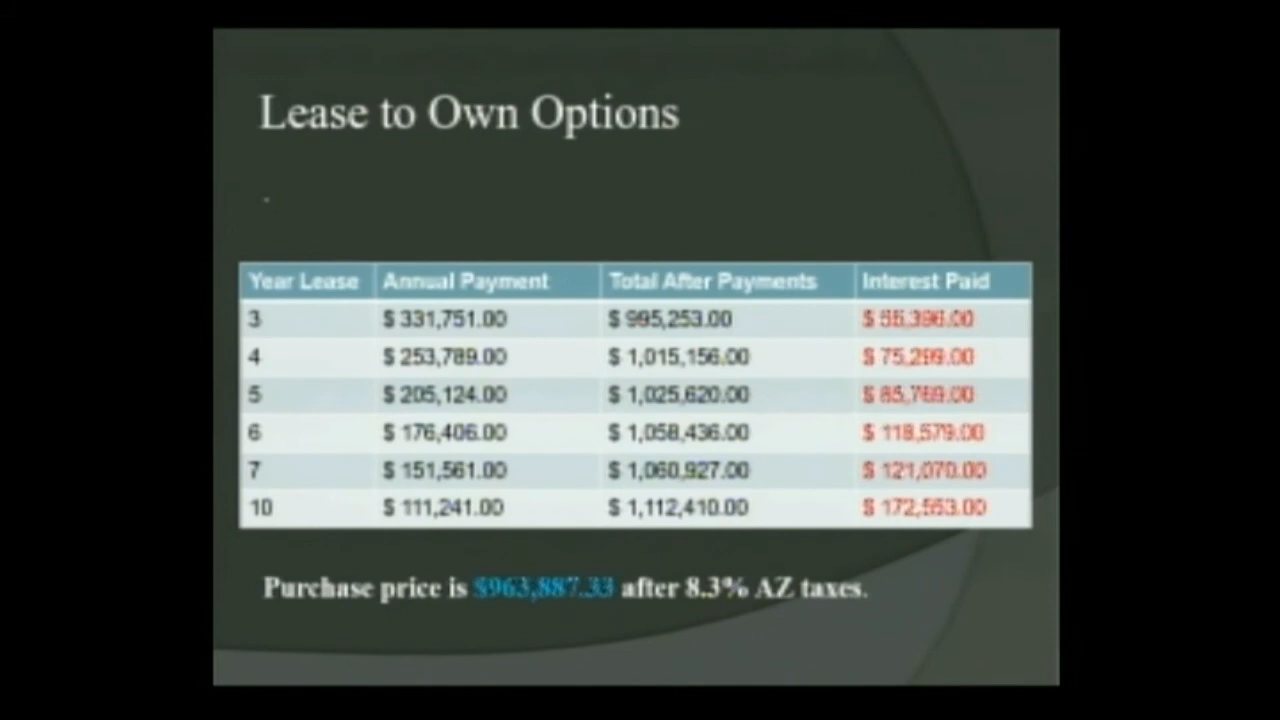 Lease to Own Options
Year Lease Annual Payment Total After Payments Interest Paid
3 $ 331,751.00 $ 995,253.00 $ 55,396.00
4 $ 253,789.00 $ 1,015,156.00 $ 75,299.00
5 $ 205,124.00 $ 1,025,620.00 $
6 $ 176,406.00 $ 1,058,436.00 $ 118,579.00
7 $ 151,561.00 $ 1,060,927.00 $ 121,070.00
10 $ 111,241.00 $ 1,112,410.00 $ 172,553.00
Purchase price is $963,887.33 after 8.3% AZ taxes.